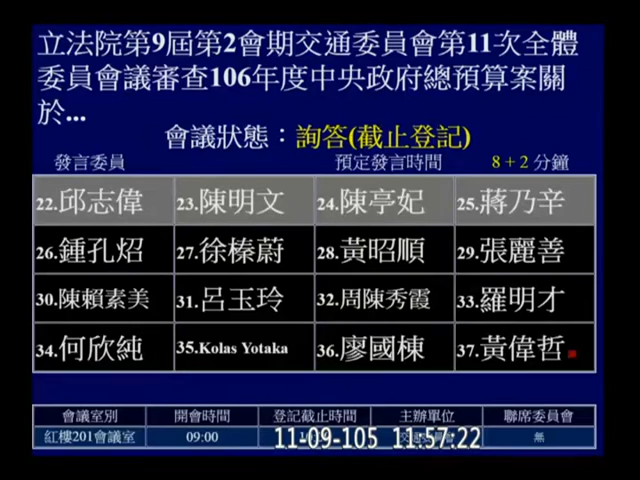 立法院第9屆第2會期交通委員會第11次全體
委員會議審查106年度中央政府總預算案關
於...
會議狀態：詢答(截止登記)
發言委員 預定發言時間 8 + 2 分鐘
22.邱志偉 23.陳明文 24.陳亭妃 25.蔣乃辛
26.鍾孔炤 27.徐榛蔚 28.黃昭順 29.張麗善
30.陳賴素美 31.呂玉玲 32.周陳秀霞 33.羅明才
34.何欣純 35.Kolas Yotaka 36.廖國棟 37.黃偉哲
會議室別 開會時間 登記截止時間 主辦單位 聯席委員會
紅樓201會議室 09:00 無
11-09-105 11:57:22